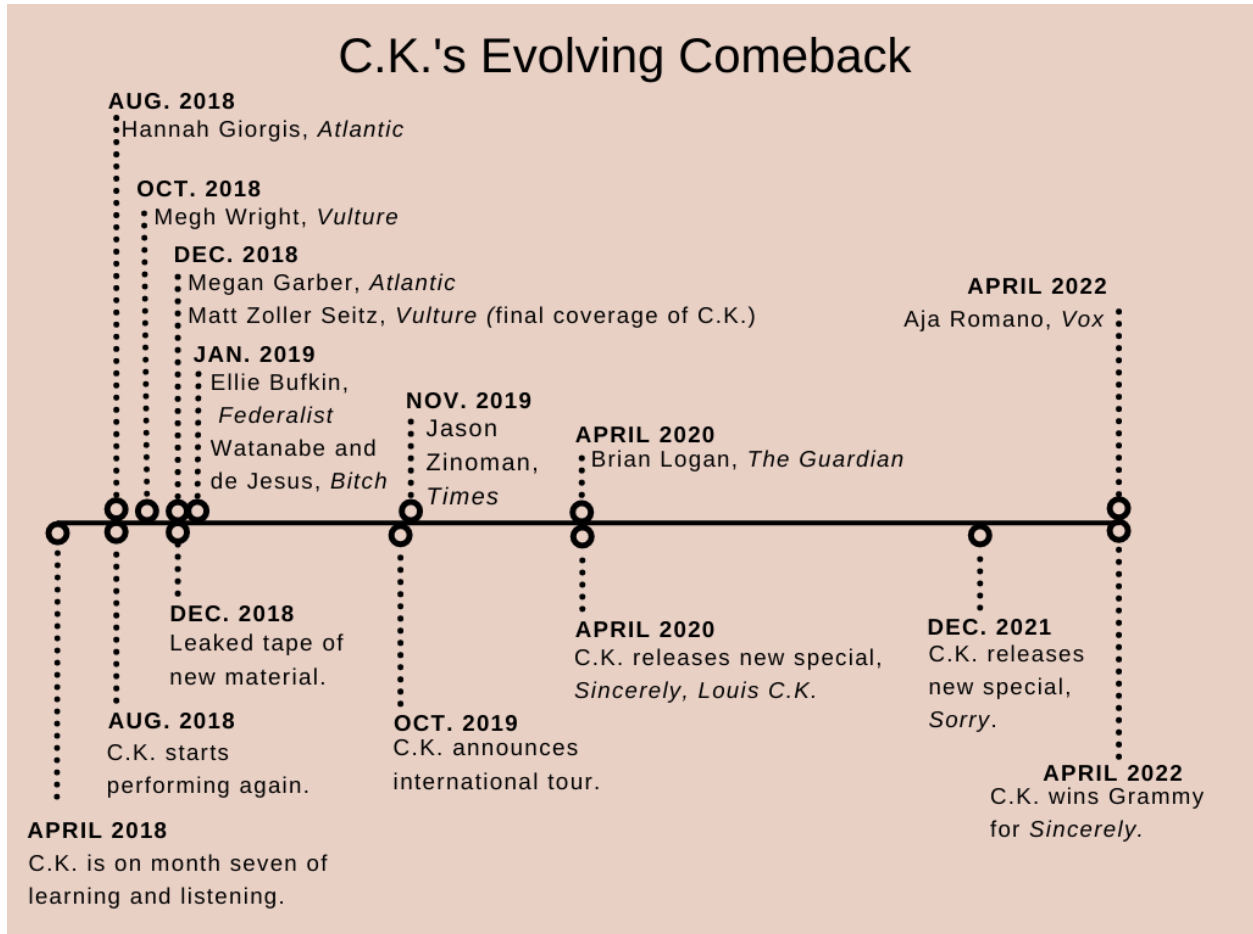 C.K.'s Evolving Comeback
AUG. 2018
Hannah Giorgis, Atlantic
OCT. 2018
Megh Wright, Vulture
DEC. 2018
Megan Garber, Atlantic
Matt Zoller Seitz, Vulture (final coverage of C.K.)
JAN. 2019
Ellie Bufkin,
Federalist
Watanabe and
de Jesus, Bitch
NOV. 2019
Jason
Zinoman,
Times
APRIL 2020
Brian Logan, The Guardian
APRIL 2022
Aja Romano, Vox
APRIL 2018
C.K. is on month seven of
learning and listening.
AUG. 2018
C.K. starts
performing again.
DEC. 2018
Leaked tape of
new material.
OCT. 2019
C.K. announces
international tour.
APRIL 2020
C.K. releases new special,
Sincerely, Louis C.K.
DEC. 2021
C.K. releases
new special,
Sorry.
APRIL 2022
C.K. wins Grammy
for Sincerely.